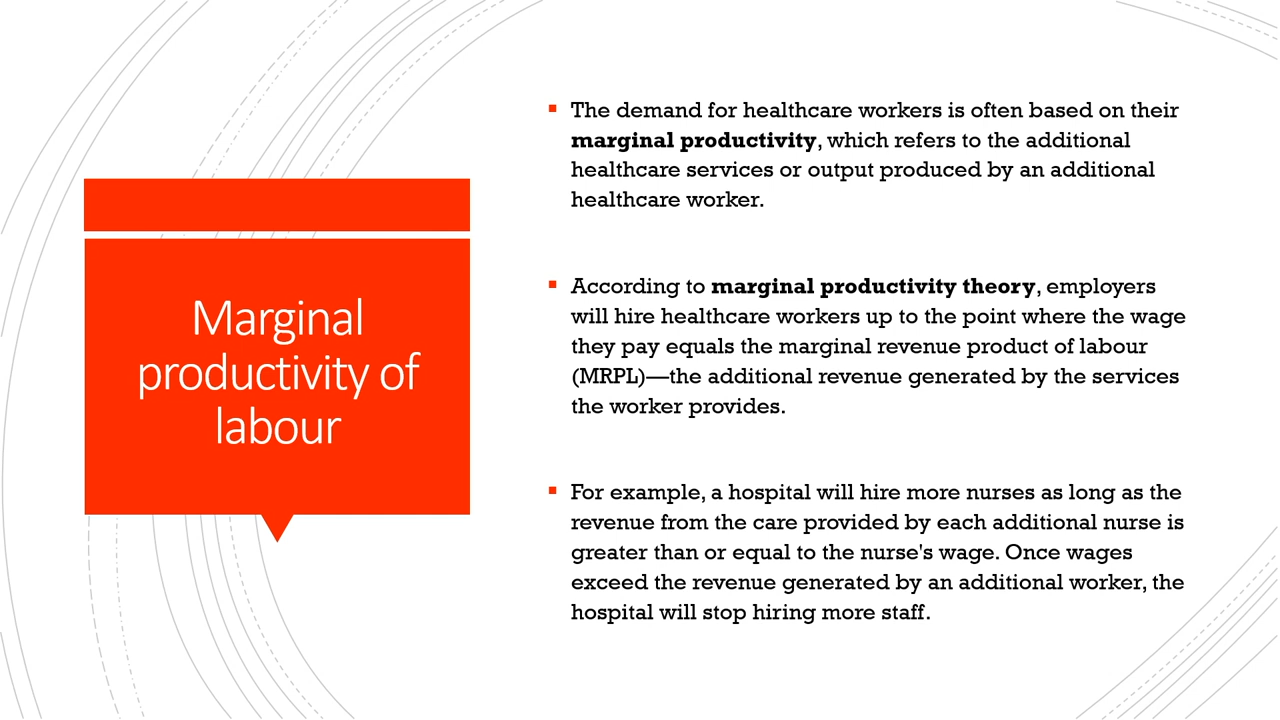 Marginal
productivity of
labour
The demand for healthcare workers is often based on their
marginal productivity, which refers to the additional
healthcare services or output produced by an additional
healthcare worker.
According to marginal productivity theory, employers
will hire healthcare workers up to the point where the wage
they pay equals the marginal revenue product of labour
(MRPL)—the additional revenue generated by the services
the worker provides.
For example, a hospital will hire more nurses as long as the
revenue from the care provided by each additional nurse is
greater than or equal to the nurse's wage. Once wages
exceed the revenue generated by an additional worker, the
hospital will stop hiring more staff.